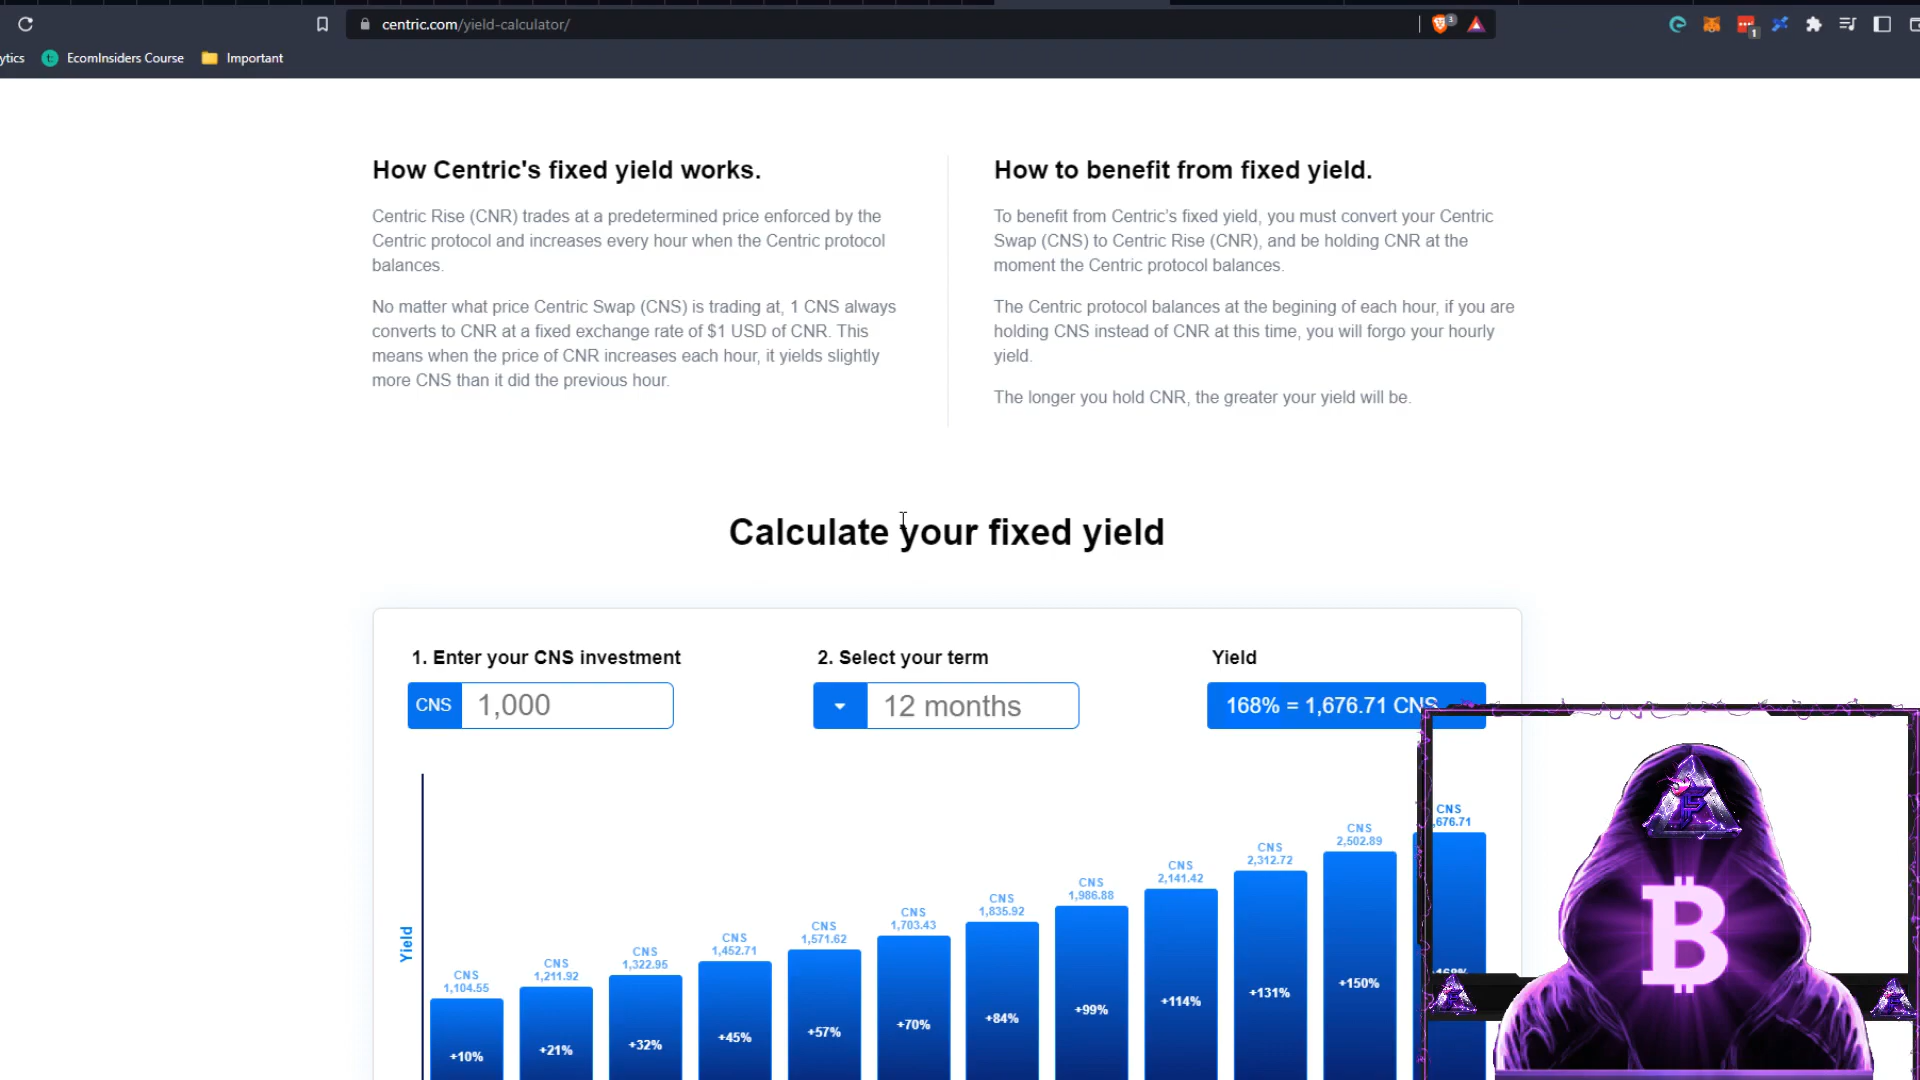 centric.com/yield-calculator/
3
1
ytics
EcomInsiders Course
Important
How Centric's fixed yield works.
Centric Rise (CNR) trades at a predetermined price enforced by the
Centric protocol and increases every hour when the Centric protocol
balances.
No matter what price Centric Swap (CNS) is trading at, 1 CNS always
converts to CNR at a fixed exchange rate of $1 USD of CNR. This
means when the price of CNR increases each hour, it yields slightly
more CNS than it did the previous hour.
How to benefit from fixed yield.
To benefit from Centric's fixed yield, you must convert your Centric
Swap (CNS) to Centric Rise (CNR), and be holding CNR at the
moment the Centric protocol balances.
The Centric protocol balances at the begining of each hour, if you are
holding CNS instead of CNR at this time, you will forgo your hourly
yield.
The longer you hold CNR, the greater your yield will be.
Calculate your fixed yield
1. Enter your CNS investment
CNS 1,000
2. Select your term
12 months
Yield
168% = 1,676.71 CNS
Yield
CNS
1,104.55
+10%
CNS
1,211.92
+21%
CNS
1,322.95
+32%
CNS
1,452.71
+45%
CNS
1,571.62
+57%
CNS
1,703.43
+70%
CNS
1,835.92
+84%
CNS
1,986.88
+99%
CNS
2,141.42
+114%
CNS
2,312.72
+131%
CNS
2,502.89
+150%
CNS
,676.71